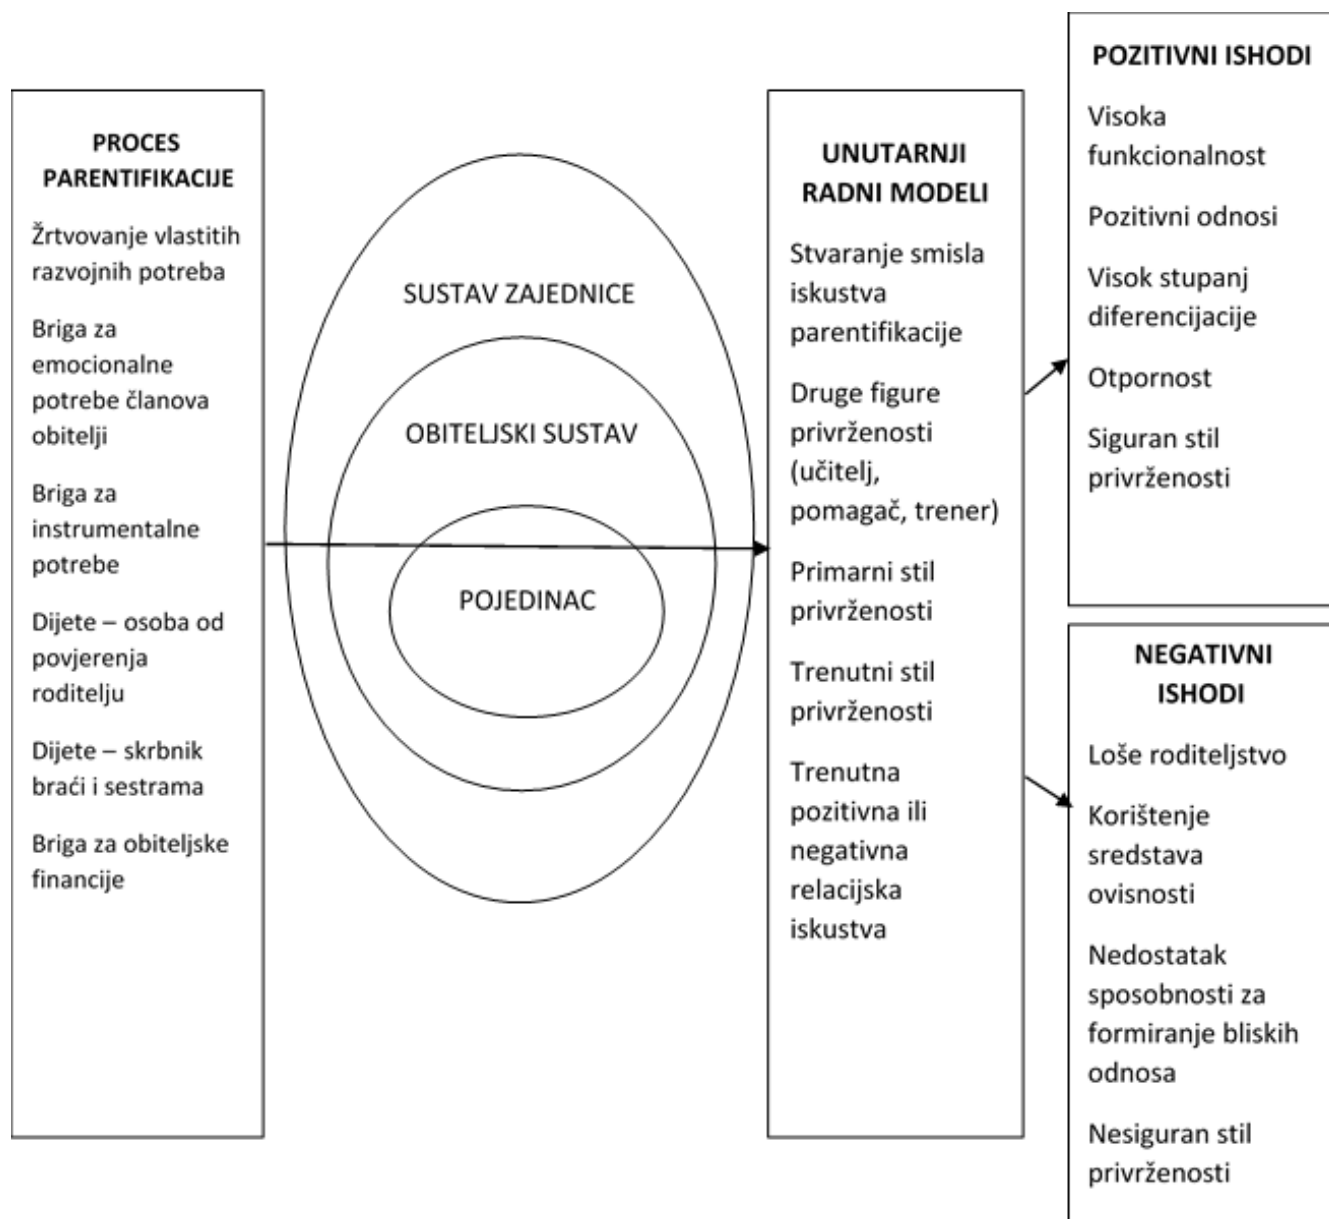 PROCES
PARENTIFIKACIJE
Žrtvovanje vlastitih
razvojnih potreba
Briga za
emocionalne
potrebe članova
obitelji
Briga za
instrumentalne
potrebe
Dijete – osoba od
povjerenja
roditelju
Dijete – skrbnik
braći i sestrama
Briga za obiteljske
financije
SUSTAV ZAJEDNICE
OBITELJSKI SUSTAV
POJEDINAC
UNUTARNJI
RADNI MODELI
Stvaranje smisla
iskustva
parentifikacije
Druge figure
privrženosti
(učitelj,
pomagač, trener)
Primarni stil
privrženosti
Trenutni stil
privrženosti
Trenutna
pozitivna ili
negativna
relacijska
iskustva
POZITIVNI ISHODI
Visoka
funkcionalnost
Pozitivni odnosi
Visok stupanj
diferencijacije
Otpornost
Siguran stil
privrženosti
NEGATIVNI
ISHODI
Loše roditeljstvo
Korištenje
sredstava
ovisnosti
Nedostatak
sposobnosti za
formiranje bliskih
odnosa
Nesiguran stil
privrženosti